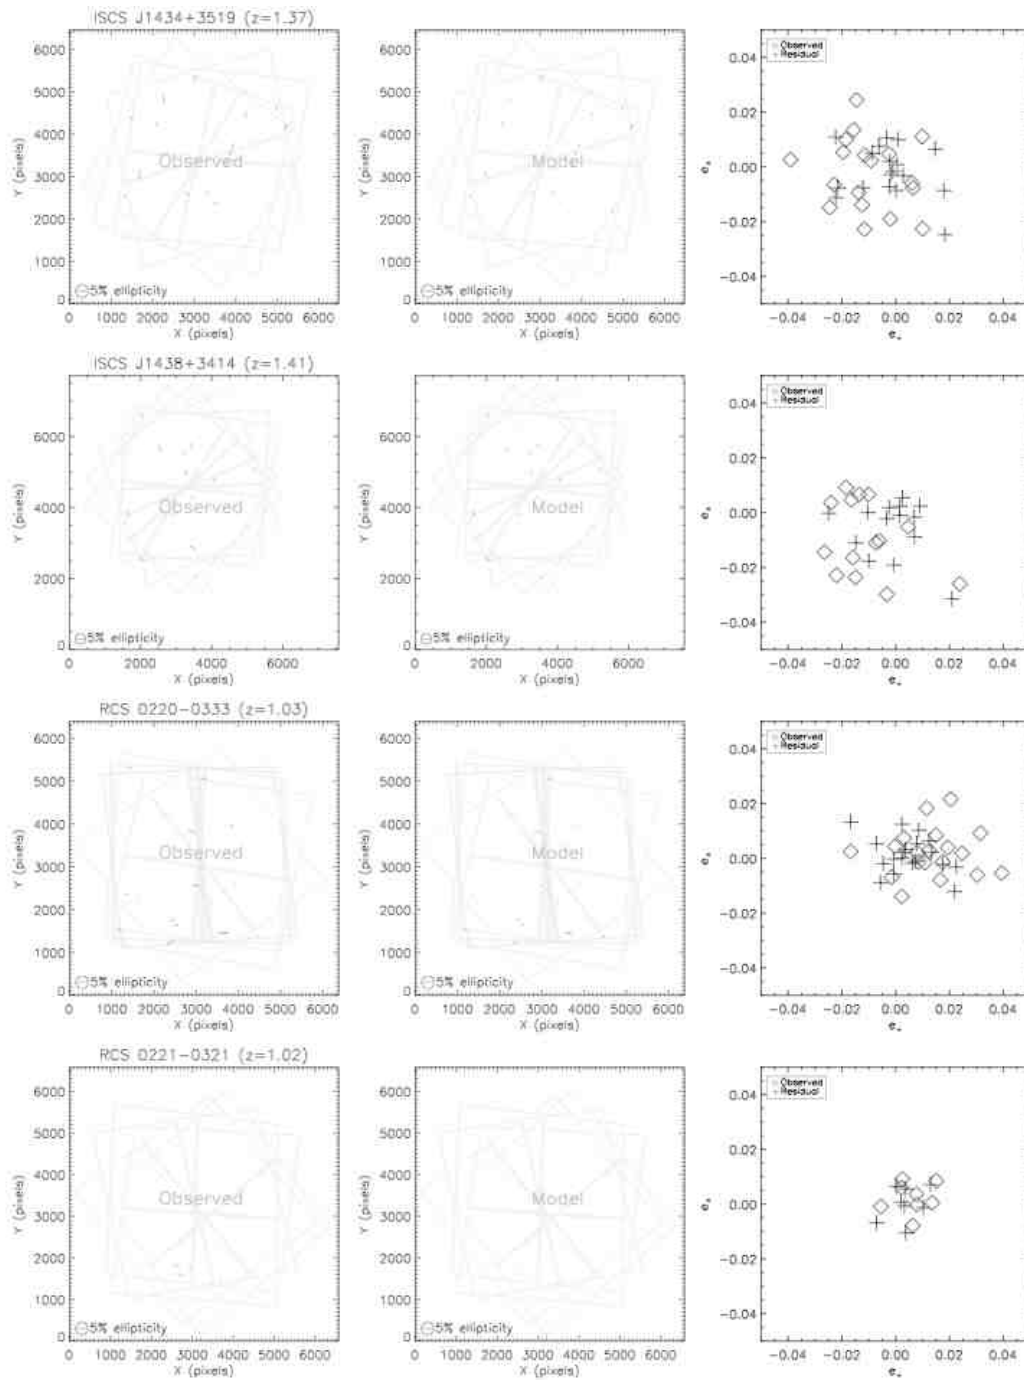 ISCS J1434+3519 (z=1.37)
6000
5000
4000
3000
2000
1000
0
Y (pixels)
Observed
5% ellipticity
0 1000 2000 3000 4000 5000 6000
X (pixels)
6000
5000
4000
3000
2000
1000
0
Y (pixels)
Model
5% ellipticity
0 1000 2000 3000 4000 5000 6000
X (pixels)
Observed
Residual
0.04
0.02
0.00
−0.02
−0.04
−0.04 −0.02 0.00 0.02 0.04
e+
ISCS J1438+3414 (z=1.41)
6000
4000
2000
0
Y (pixels)
Observed
5% ellipticity
0 2000 4000 6000
X (pixels)
6000
4000
2000
0
Y (pixels)
Model
5% ellipticity
0 2000 4000 6000
X (pixels)
Observed
Residual
0.04
0.02
0.00
−0.02
−0.04
−0.04 −0.02 0.00 0.02 0.04
e+
RCS 0220−0333 (z=1.03)
6000
5000
4000
3000
2000
1000
0
Y (pixels)
Observed
5% ellipticity
0 1000 2000 3000 4000 5000 6000
X (pixels)
6000
5000
4000
3000
2000
1000
0
Y (pixels)
Model
5% ellipticity
0 1000 2000 3000 4000 5000 6000
X (pixels)
Observed
Residual
0.04
0.02
0.00
−0.02
−0.04
−0.04 −0.02 0.00 0.02 0.04
e+
RCS 0221−0321 (z=1.02)
6000
5000
4000
3000
2000
1000
0
Y (pixels)
Observed
5% ellipticity
0 1000 2000 3000 4000 5000 6000
X (pixels)
6000
5000
4000
3000
2000
1000
0
Y (pixels)
Model
5% ellipticity
0 1000 2000 3000 4000 5000 6000
X (pixels)
Observed
Residual
0.04
0.02
0.00
−0.02
−0.04
−0.04 −0.02 0.00 0.02 0.04
e+